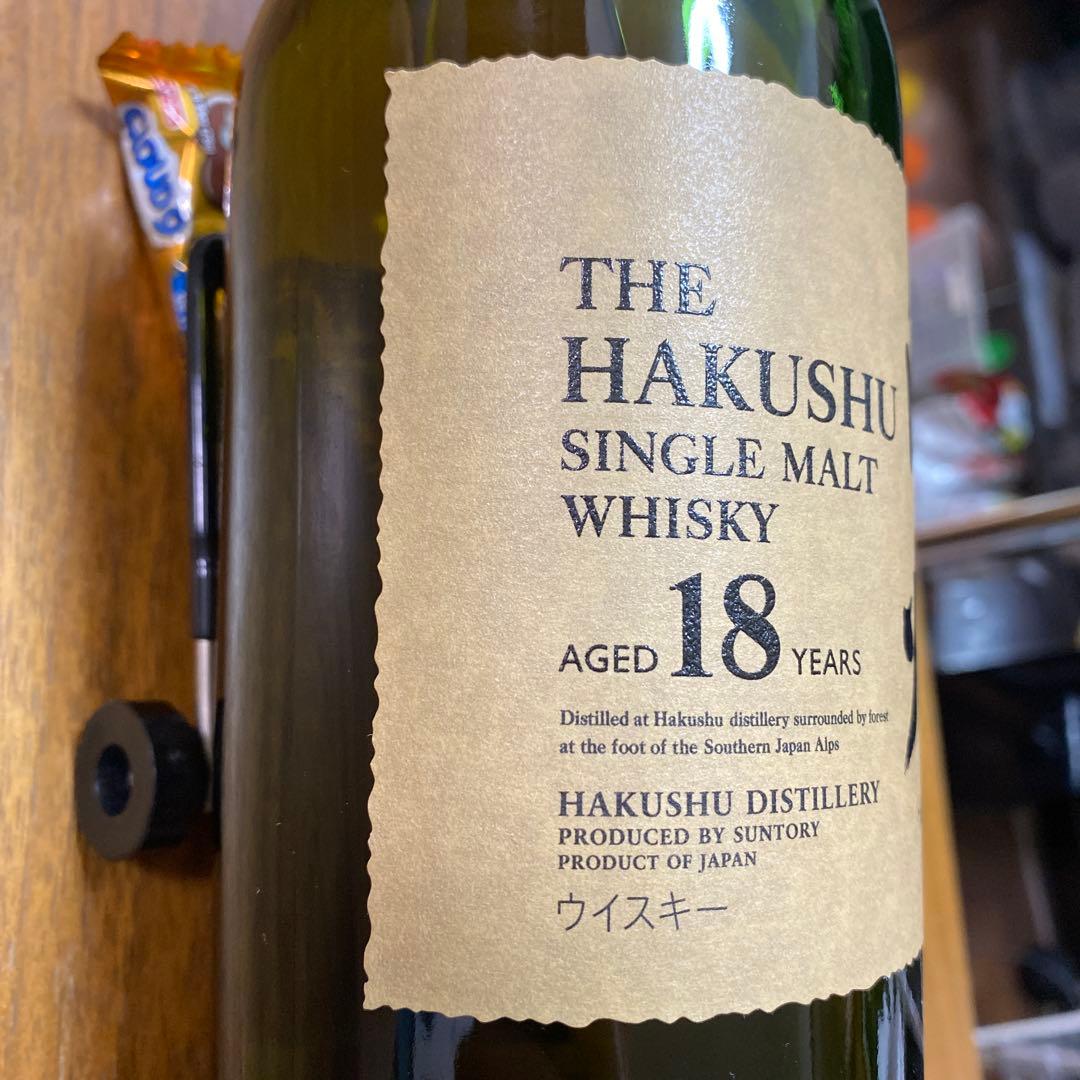 Cloud9
THE
HAKUSHU
SINGLE MALT
WHISKY
AGED 18 YEARS
Distilled at Hakushu distillery surrounded by forest
at the foot of the Southern Japan Alps
HAKUSHU DISTILLERY
PRODUCED BY SUNTORY
PRODUCT OF JAPAN
ウイスキー